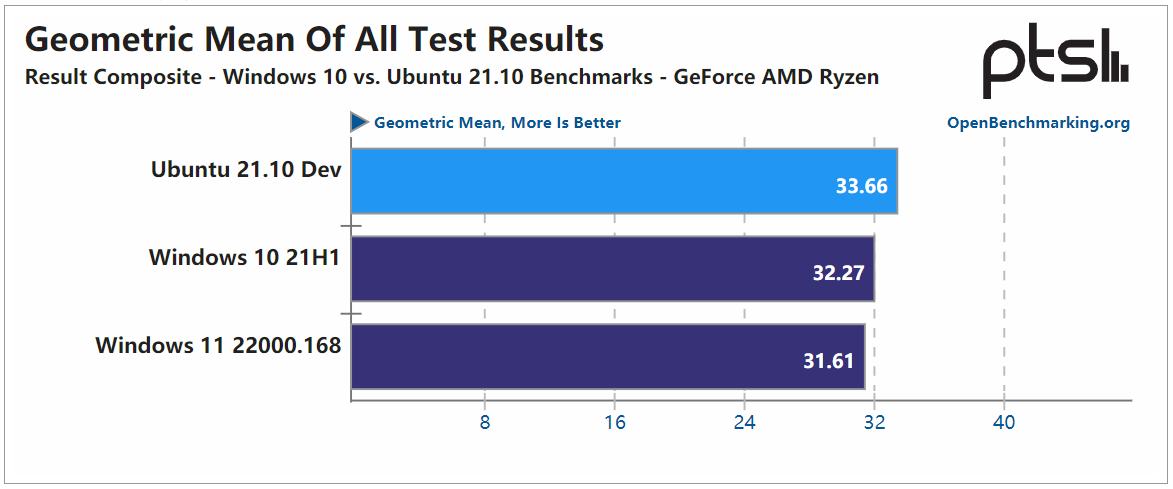 Geometric Mean Of All Test Results
Result Composite - Windows 10 vs. Ubuntu 21.10 Benchmarks - GeForce AMD Ryzen
ptsl
Geometric Mean, More Is Better
OpenBenchmarking.org
Ubuntu 21.10 Dev
33.66
Windows 10 21H1
32.27
Windows 11 22000.168
31.61
8 16 24 32 40